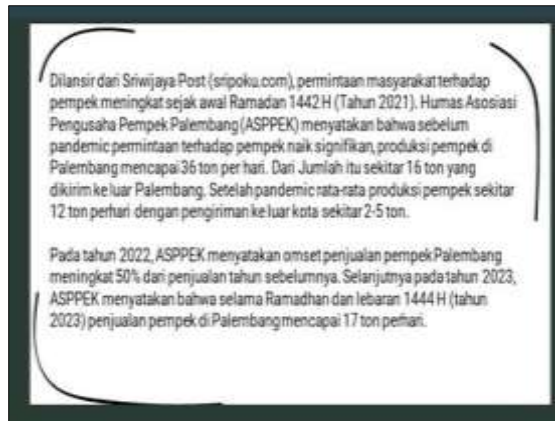 Dilansir dari Sriwijaya Post (sripoku.com), permintaan masyarakat terhadap
pempek meningkat sejak awal Ramadan 1442 H (Tahun 2021). Humas Asosiasi
Pengusaha Pempek Palembang (ASPPEK) menyatakan bahwa sebelum
pandemic permintaan terhadap pempek naik signifikan, produksi pempek di
Palembang mencapai 36 ton per hari. Dari Jumlah itu sekitar 16 ton yang
dikirim ke luar Palembang. Setelah pandemic rata-rata produksi pempek sekitar
12 ton perhari dengan pengiriman ke luar kota sekitar 2-5 ton.
Pada tahun 2022, ASPPEK menyatakan omset penjualan pempek Palembang
meningkat 50% dari penjualan tahun sebelumnya. Selanjutnya pada tahun 2023,
ASPPEK menyatakan bahwa selama Ramadhan dan lebaran 1444 H (tahun
2023) penjualan pempek di Palembang mencapai 17 ton perhari.